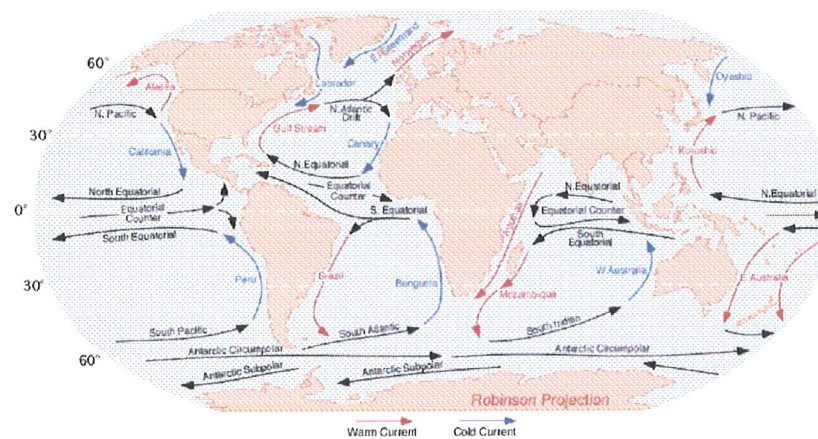 60°
E. Greenland
Norwegian
Labrador
Oyashio
Alaska
N. Pacific
N. Atlantic
Drift
N. Pacific
30°
Gulf Stream
California
Canary
Kuroshio
N. Equatorial
North Equatorial
Equatorial
Counter
N. Equatorial
N. Equatorial
0°
Equatorial
Counter
S. Equatorial
Equatorial Counter
South Equatorial
South
Equatorial
30°
Peru
Brazil
Benguela
Mozambique
W. Australia
E. Australia
South Pacific
South Atlantic
South Indian
60°
Antarctic Circumpolar
Antarctic Circumpolar
Antarctic Subpolar
Antarctic Subpolar
Robinson Projection
Warm Current
Cold Current